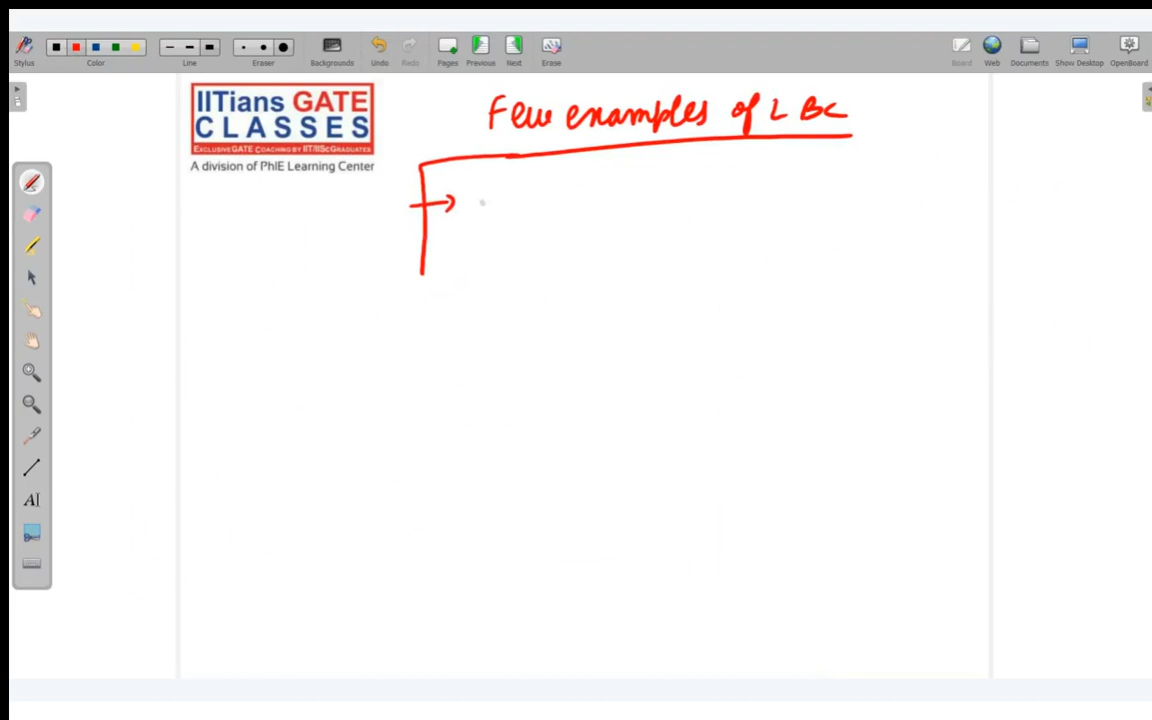 Stylus
Color
Line
Eraser
Backgrounds
Undo
Redo
Pages
Previous
Next
Erase
Board
Web
Documents
Show Desktop
OpenBoard
IITians GATE
CLASSES
EXCLUSIVE GATE COACHING BY IIT/IISc GRADUATES
A division of PhIE Learning Center
Few examples of LBC
AI